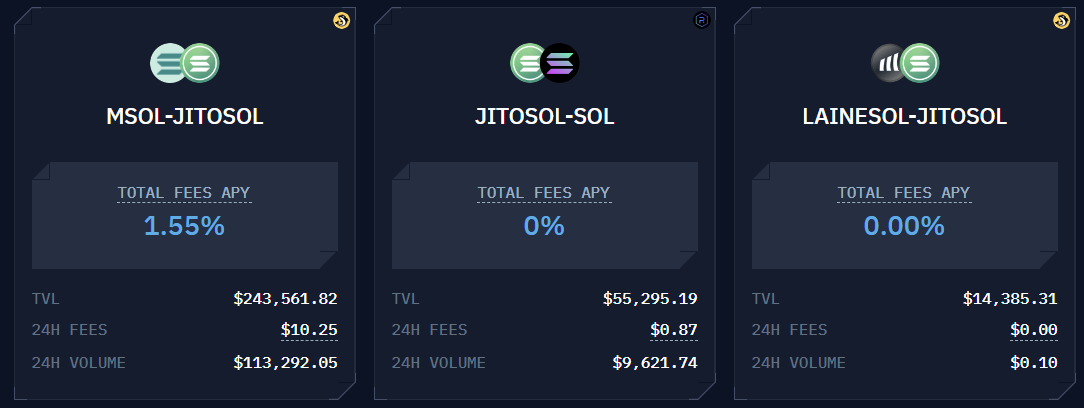 MSOL-JITOSOL
TOTAL FEES APY
1.55%
TVL $243,561.82
24H FEES $10.25
24H VOLUME $113,292.05
JITOSOL-SOL
TOTAL FEES APY
0%
TVL $55,295.19
24H FEES $0.87
24H VOLUME $9,621.74
LAINESOL-JITOSOL
TOTAL FEES APY
0.00%
TVL $14,385.31
24H FEES $0.00
24H VOLUME $0.10